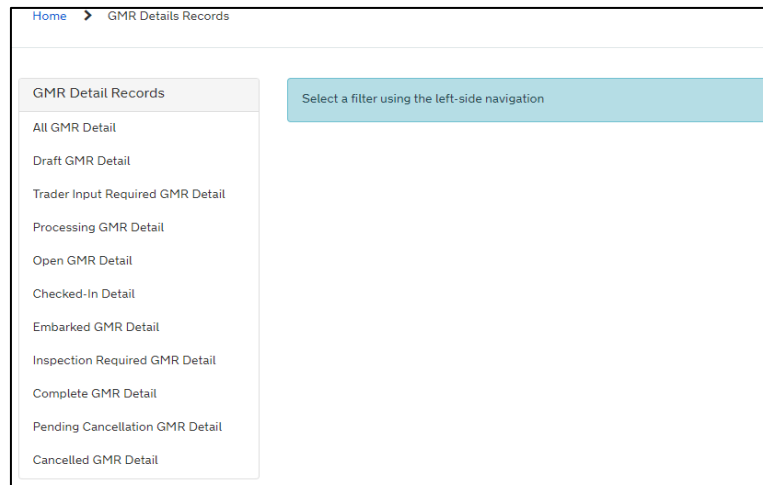 Home > GMR Details Records
GMR Detail Records
Select a filter using the left-side navigation
All GMR Detail
Draft GMR Detail
Trader Input Required GMR Detail
Processing GMR Detail
Open GMR Detail
Checked-In Detail
Embarked GMR Detail
Inspection Required GMR Detail
Complete GMR Detail
Pending Cancellation GMR Detail
Cancelled GMR Detail